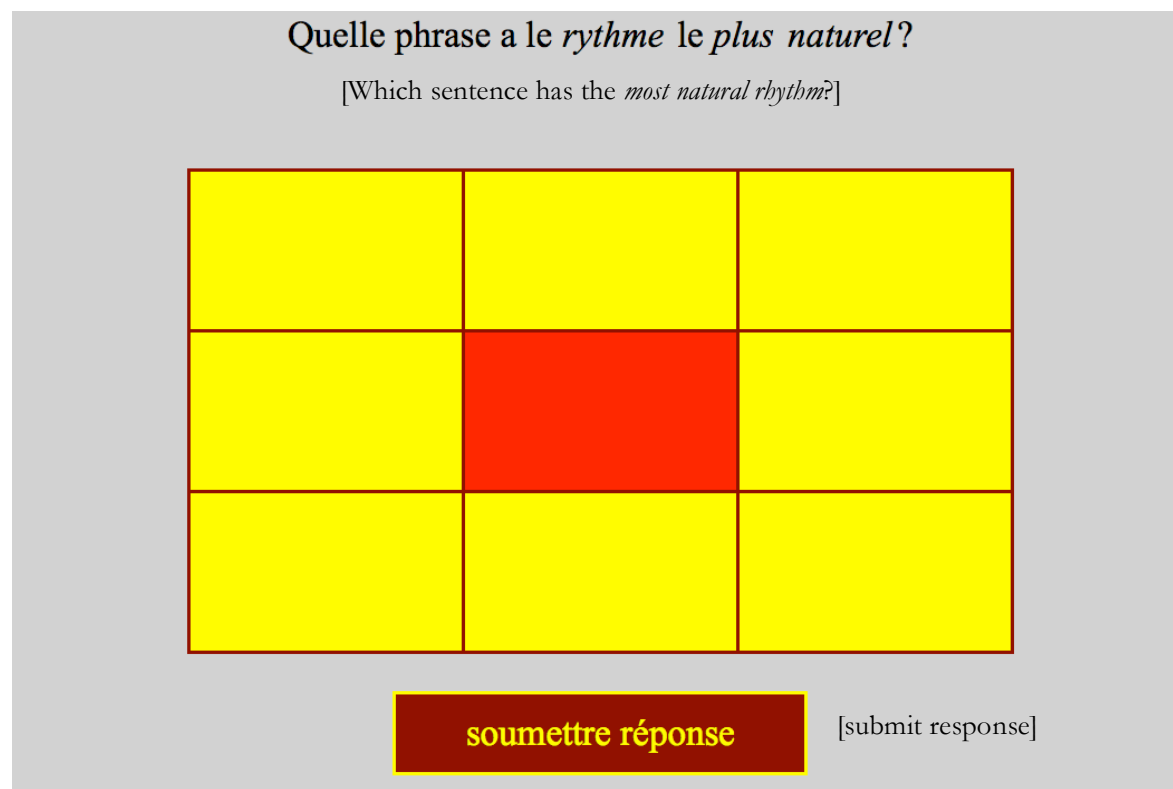 Quelle phrase a le rythme le plus naturel ?
[Which sentence has the most natural rhythm?]
soumettre réponse
[submit response]